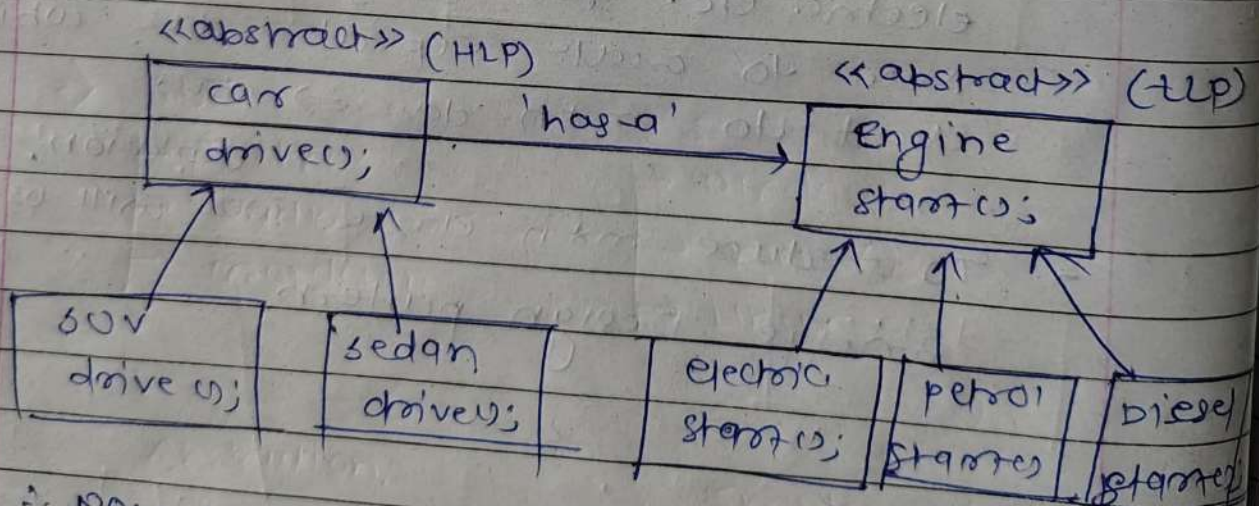 <<abstract>> (HLP)
<<abstract>> (LLP)
car
drive();
'has-a'
Engine
start();
SUV
drive();
sedan
drive();
electric
start();
petrol
start()
Diesel
start();